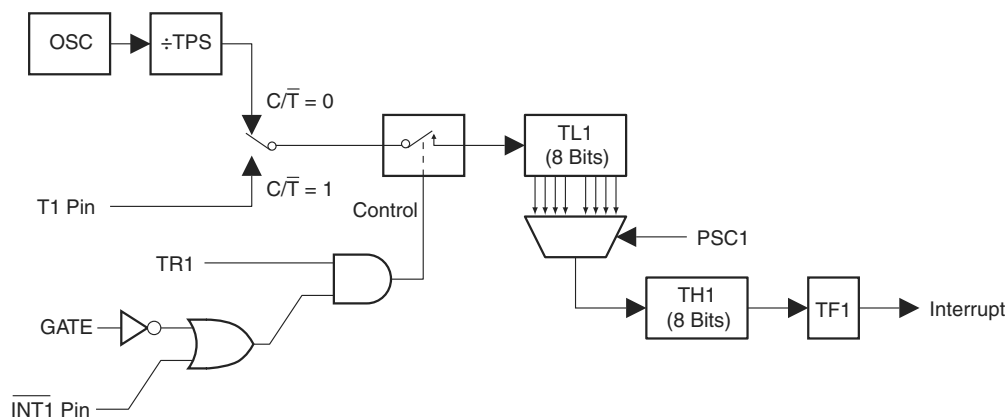 OSC
÷TPS
C/T̅ = 0
TL1
(8 Bits)
C/T̅ = 1
T1 Pin
Control
PSC1
TR1
TH1
(8 Bits)
TF1
Interrupt
GATE
I̅N̅T̅1̅ Pin